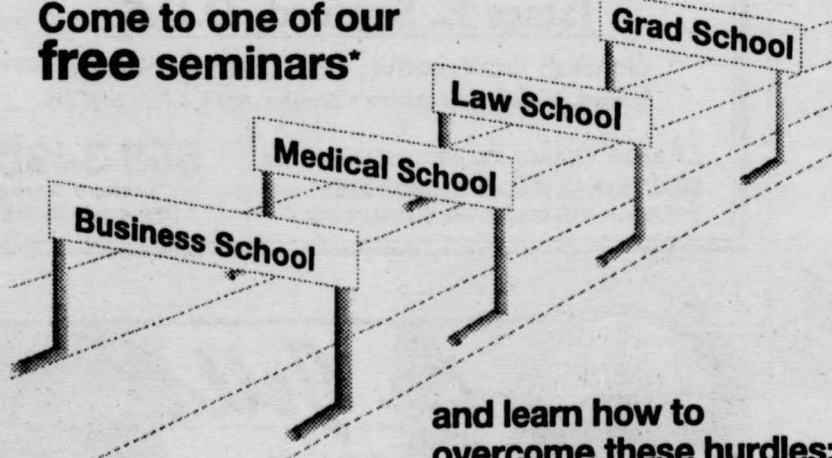 Come to one of our
free seminars*
Grad School
Law School
Medical School
Business School
and learn how to
overcome these hurdles: